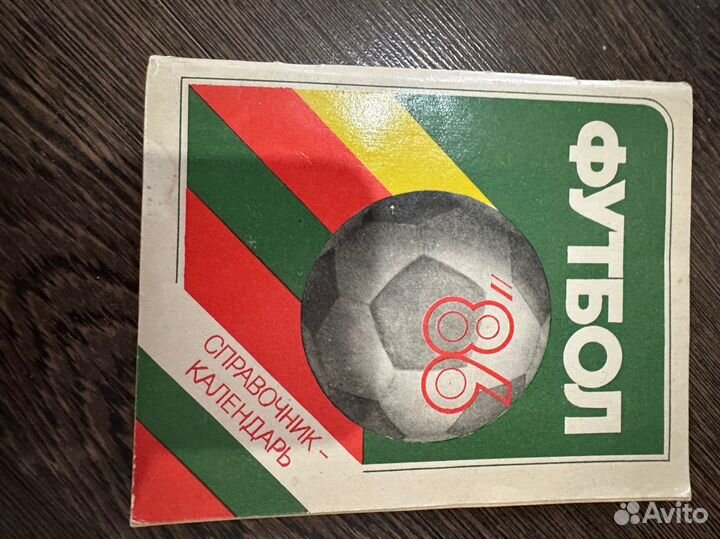 ФУТБОЛ
"86
СПРАВОЧНИК-
КАЛЕНДАРЬ
Avito